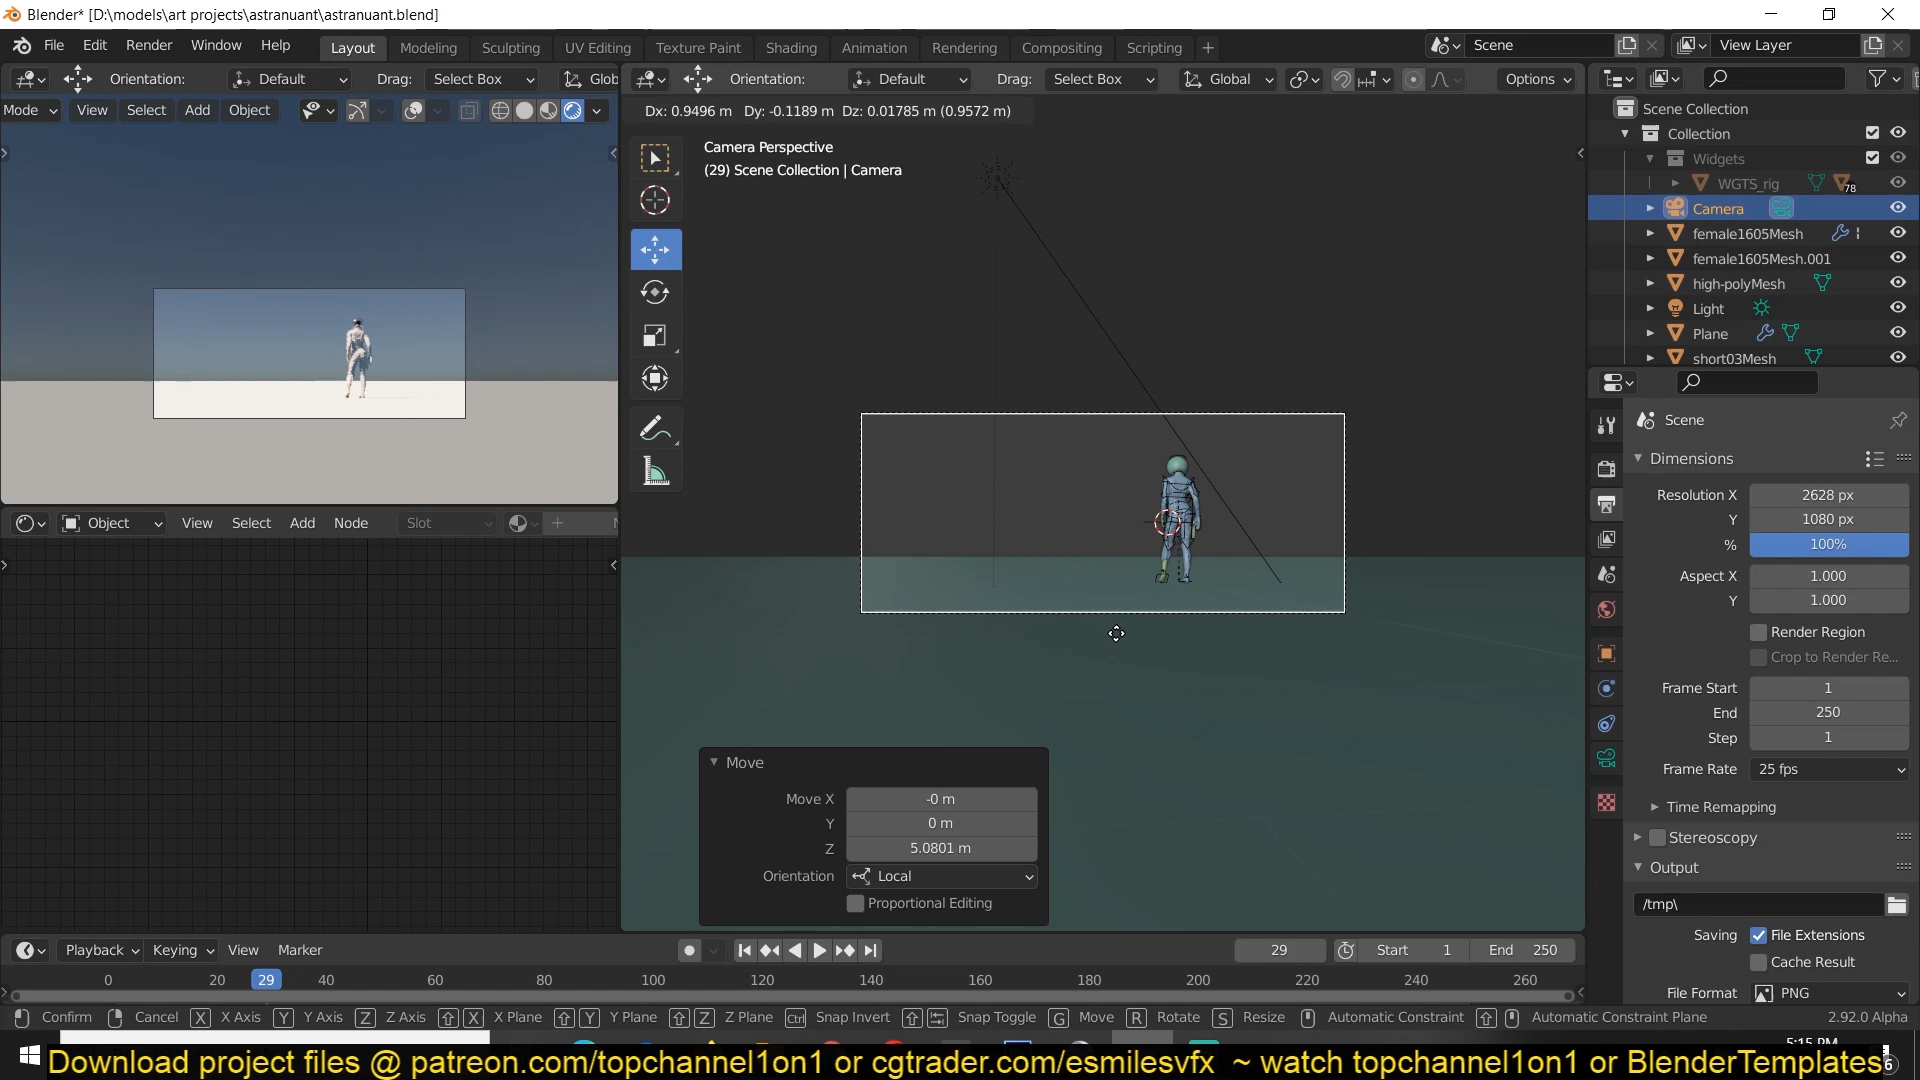 Blender* [D:\models\art projects\astranuant\astranuant.blend]
File Edit Render Window Help Layout Modeling Sculpting UV Editing Texture Paint Shading Animation Rendering Compositing Scripting + Scene View Layer
Orientation: Default Drag: Select Box Glob
Orientation: Default Drag: Select Box Global Options
Mode View Select Add Object
Dx: 0.9496 m Dy: -0.1189 m Dz: 0.01785 m (0.9572 m)
Camera Perspective
(29) Scene Collection | Camera
Scene Collection
Collection
Widgets
WGTS_rig 78
Camera
female1605Mesh
female1605Mesh.001
high-polyMesh
Light
Plane
short03Mesh
Scene
Dimensions
Resolution X 2628 px
Y 1080 px
% 100%
Aspect X 1.000
Y 1.000
Render Region
Crop to Render Re...
Frame Start 1
End 250
Step 1
Frame Rate 25 fps
Time Remapping
Stereoscopy
Output
/tmp\
Saving File Extensions
Cache Result
File Format PNG
Object View Select Add Node Slot
Move
Move X -0 m
Y 0 m
Z 5.0801 m
Orientation Local
Proportional Editing
Playback Keying View Marker 29 Start 1 End 250
0 20 29 40 60 80 100 120 140 160 180 200 220 240 260
Confirm Cancel X X Axis Y Y Axis Z Z Axis X X Plane Y Y Plane Z Z Plane Ctrl Snap Invert Snap Toggle G Move R Rotate S Resize Automatic Constraint Automatic Constraint Plane 2.92.0 Alpha
5:15 PM
Download project files @ patreon.com/topchannel1on1 or cgtrader.com/esmilesvfx ~ watch topchannel1on1 or BlenderTemplates